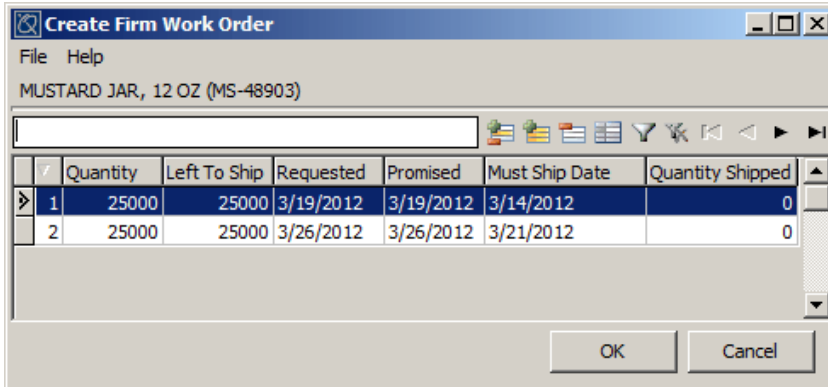 Create Firm Work Order
File Help
MUSTARD JAR, 12 OZ (MS-48903)
Quantity Left To Ship Requested Promised Must Ship Date Quantity Shipped
1 25000 25000 3/19/2012 3/19/2012 3/14/2012 0
2 25000 25000 3/26/2012 3/26/2012 3/21/2012 0
OK Cancel